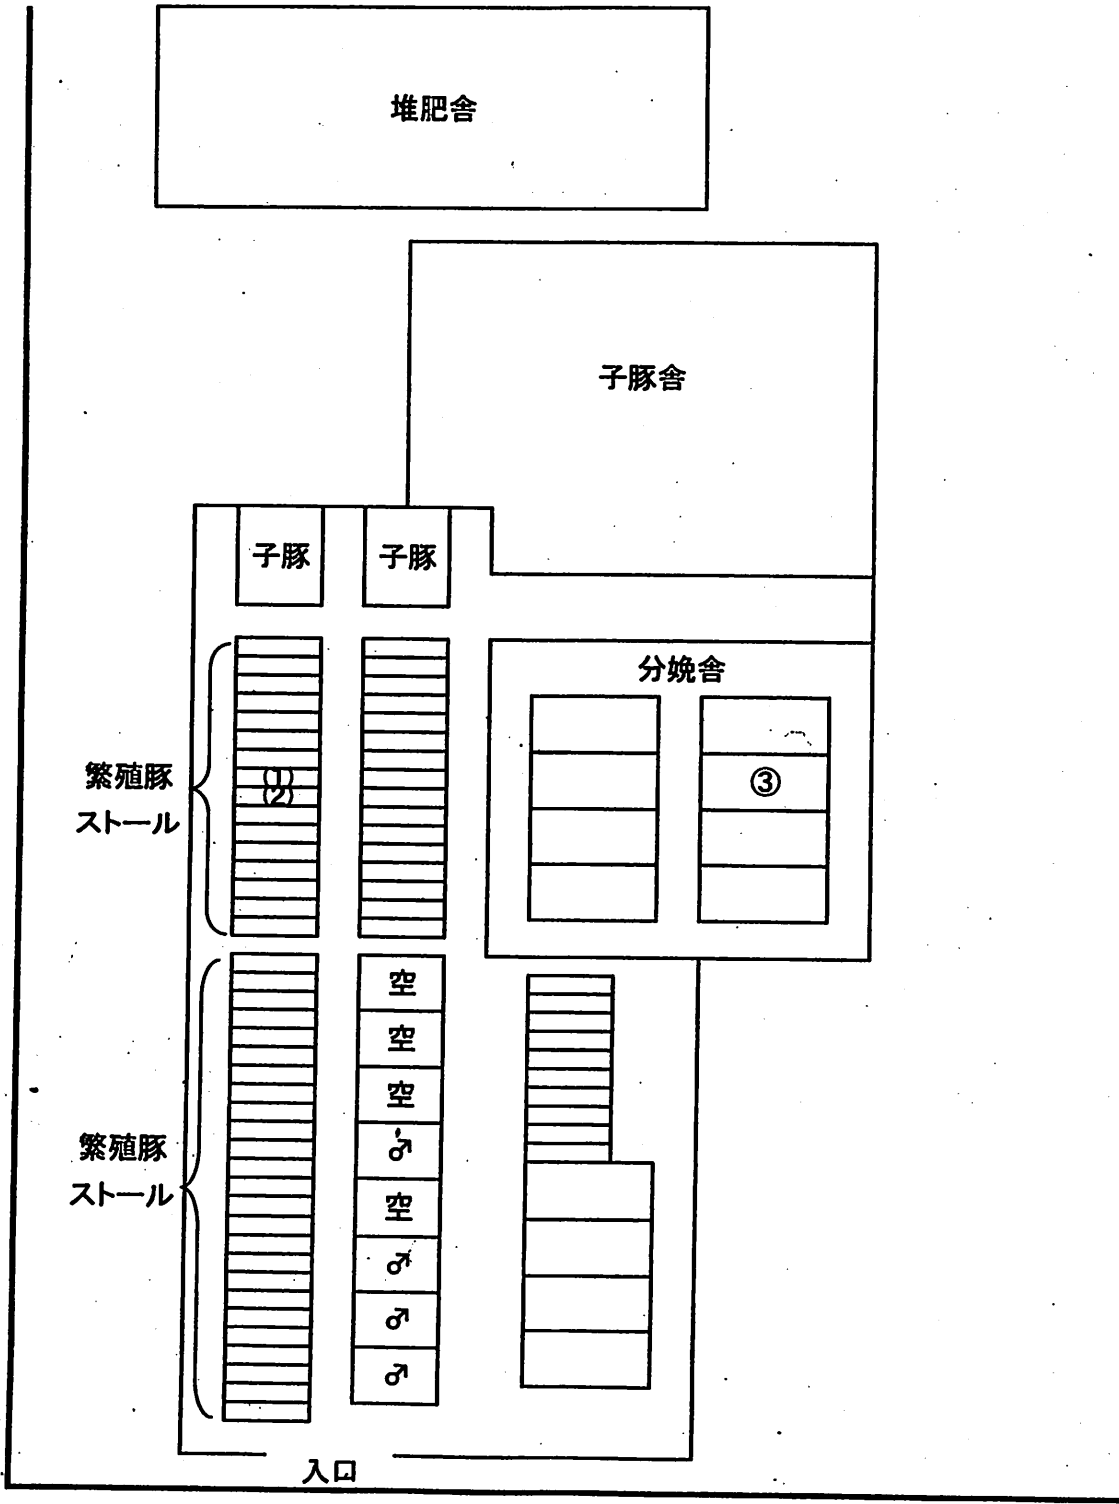 堆肥舎
子豚舎
子豚 子豚
分娩舎
繁殖豚
ストール
(1)
(2)
③
空
空
空
♂
空
♂
♂
♂
繁殖豚
ストール
入口